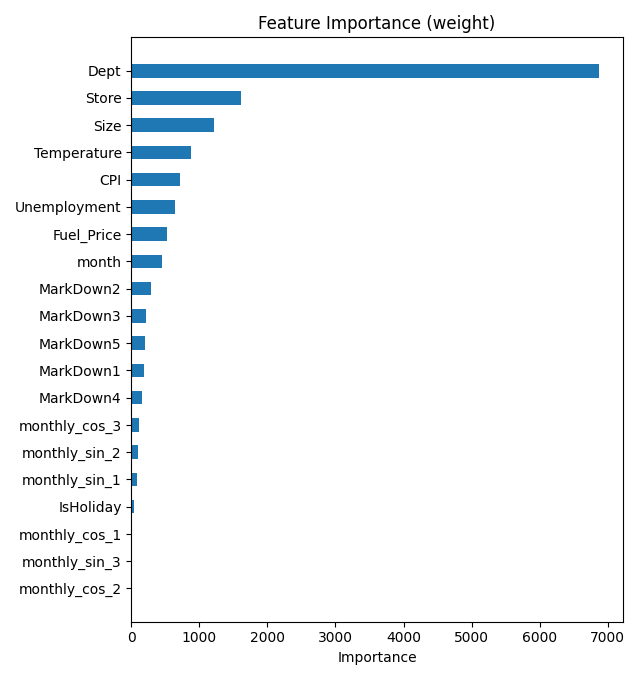 Feature Importance (weight)
Dept
Store
Size
Temperature
CPI
Unemployment
Fuel_Price
month
MarkDown2
MarkDown3
MarkDown5
MarkDown1
MarkDown4
monthly_cos_3
monthly_sin_2
monthly_sin_1
IsHoliday
monthly_cos_1
monthly_sin_3
monthly_cos_2
0 1000 2000 3000 4000 5000 6000 7000
Importance